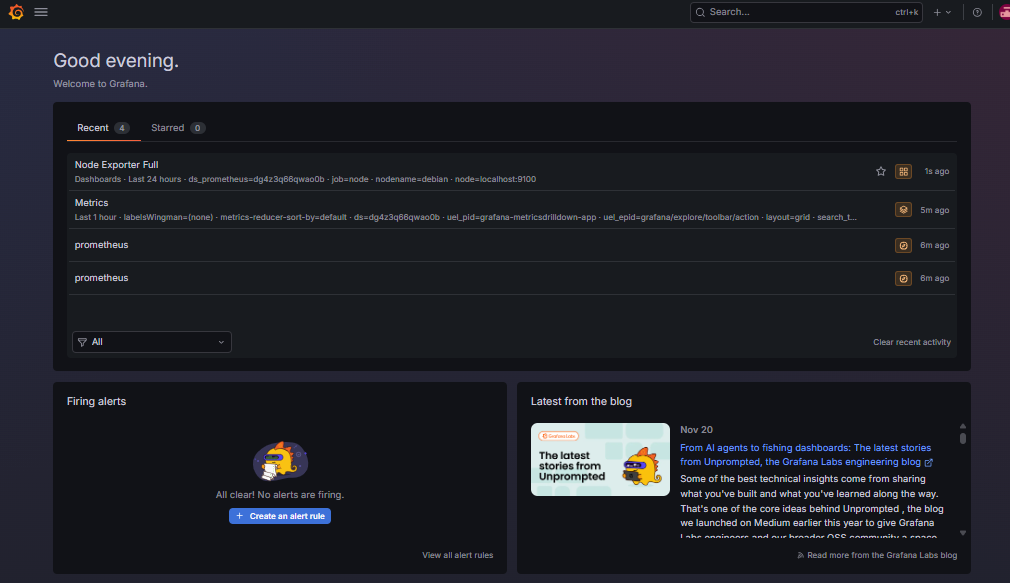 Search...
ctrl+k
Good evening.
Welcome to Grafana.
Recent 4
Starred 0
Node Exporter Full
Dashboards · Last 24 hours · ds_prometheus=dg4z3q66qwao0b · job=node · nodename=debian · node=localhost:9100
1s ago
Metrics
Last 1 hour · labelsWingman=(none) · metrics-reducer-sort-by=default · ds=dg4z3q66qwao0b · uel_pid=grafana-metricsdrilldown-app · uel_epid=grafana/explore/toolbar/action · layout=grid · search_t...
5m ago
prometheus
6m ago
prometheus
6m ago
All
Clear recent activity
Firing alerts
All clear! No alerts are firing.
+ Create an alert rule
View all alert rules
Latest from the blog
Grafana Labs
The latest
stories from
Unprompted
Nov 20
From AI agents to fishing dashboards: The latest stories
from Unprompted, the Grafana Labs engineering blog
Some of the best technical insights come from sharing
what you've built and what you've learned along the way.
That's one of the core ideas behind Unprompted , the blog
we launched on Medium earlier this year to give Grafana
Labs engineers and our broader OSS community a space
Read more from the Grafana Labs blog